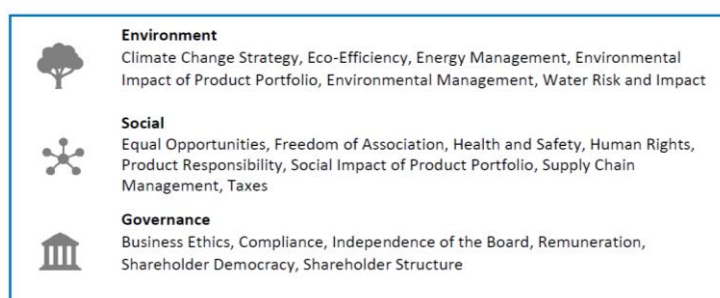 Environment
Climate Change Strategy, Eco-Efficiency, Energy Management, Environmental
Impact of Product Portfolio, Environmental Management, Water Risk and Impact
Social
Equal Opportunities, Freedom of Association, Health and Safety, Human Rights,
Product Responsibility, Social Impact of Product Portfolio, Supply Chain
Management, Taxes
Governance
Business Ethics, Compliance, Independence of the Board, Remuneration,
Shareholder Democracy, Shareholder Structure